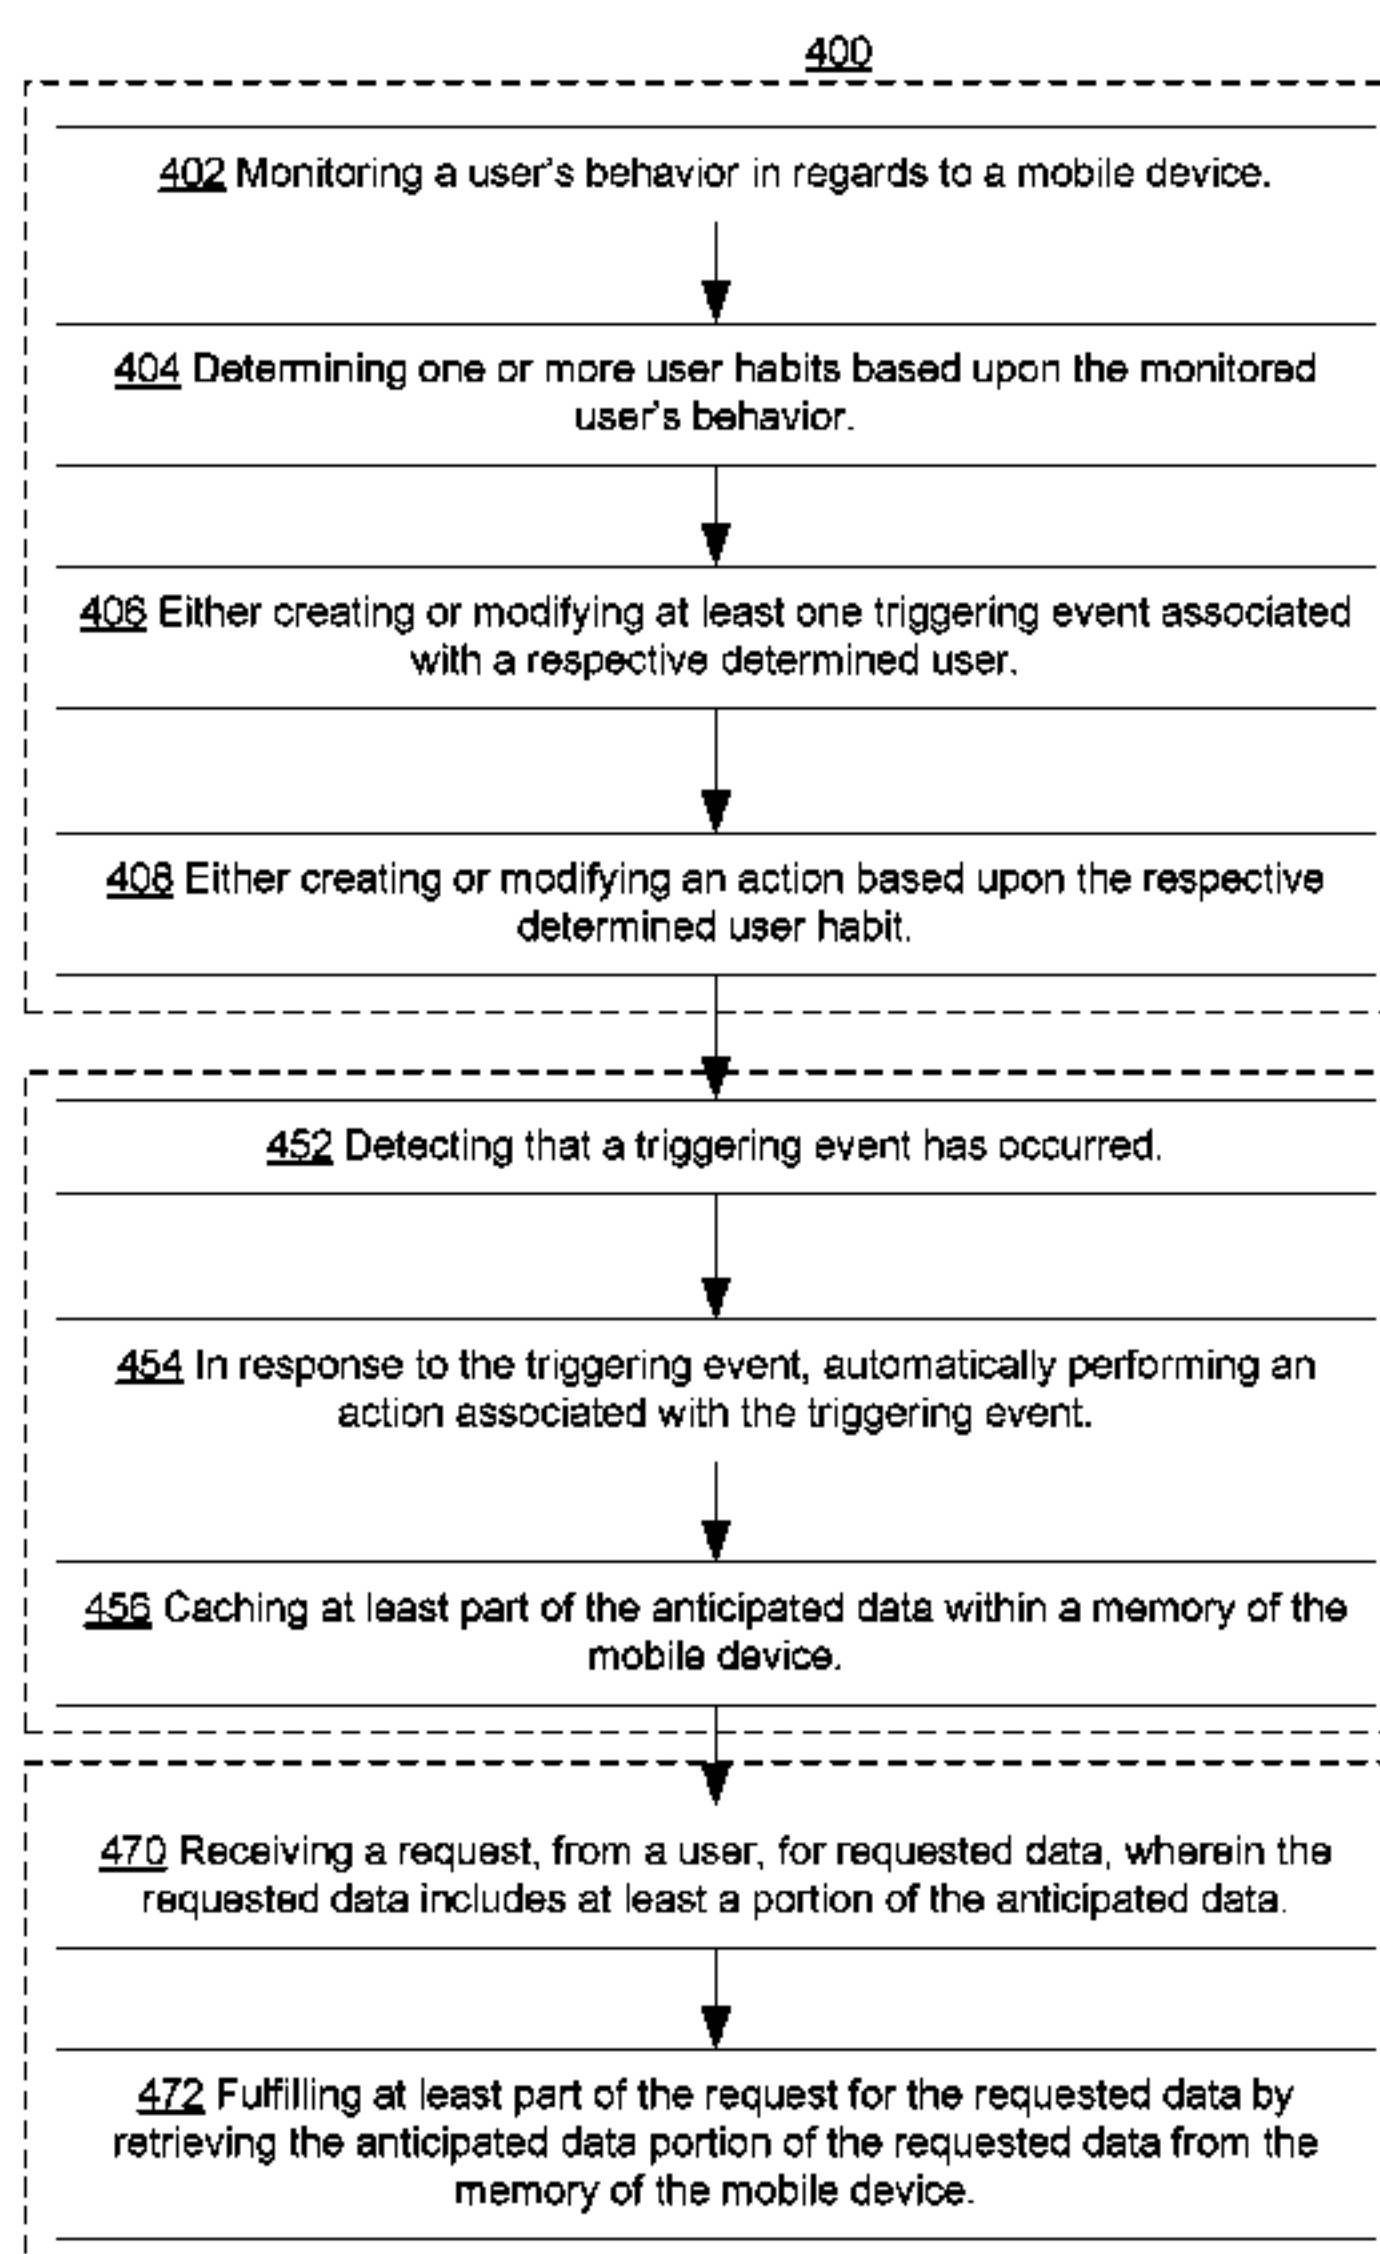 400
402 Monitoring a user's behavior in regards to a mobile device.
404 Determining one or more user habits based upon the monitored
user's behavior.
406 Either creating or modifying at least one triggering event associated
with a respective determined user.
408 Either creating or modifying an action based upon the respective
determined user habit.
452 Detecting that a triggering event has occurred.
454 In response to the triggering event, automatically performing an
action associated with the triggering event.
456 Caching at least part of the anticipated data within a memory of the
mobile device.
470 Receiving a request, from a user, for requested data, wherein the
requested data includes at least a portion of the anticipated data.
472 Fulfilling at least part of the request for the requested data by
retrieving the anticipated data portion of the requested data from the
memory of the mobile device.